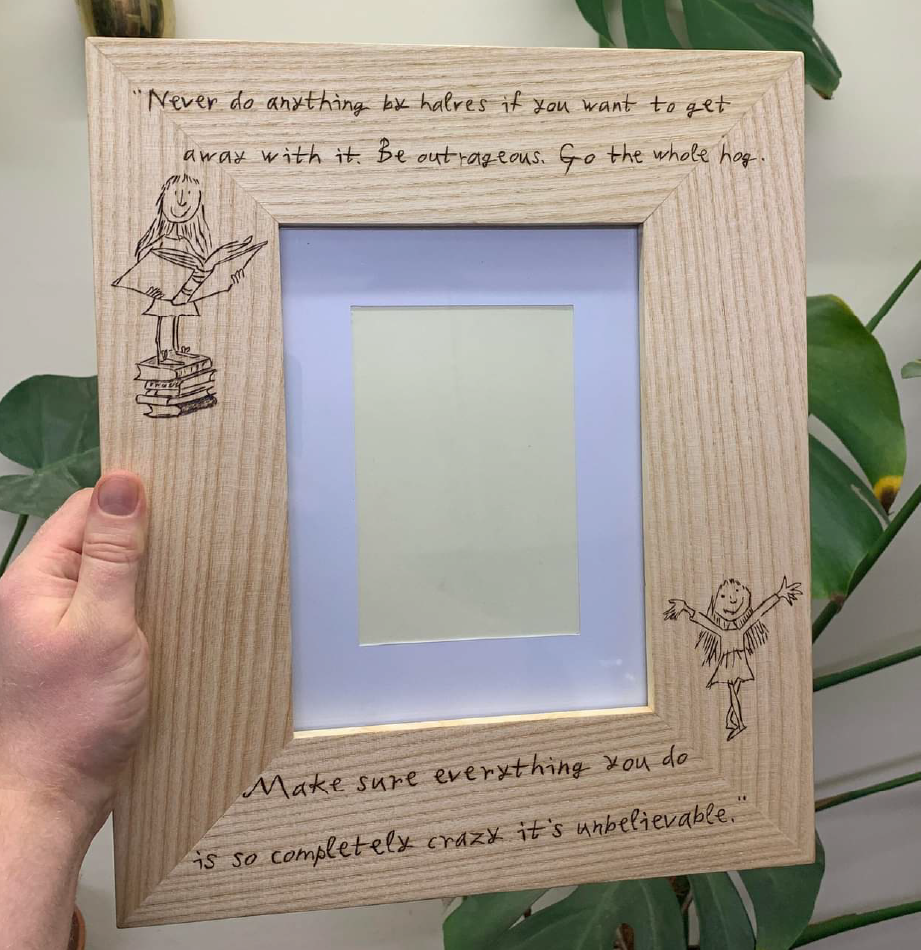 "Never do anything by halves if you want to get
away with it. Be outrageous. Go the whole hog.
Make sure everything you do
is so completely crazy it's unbelievable."